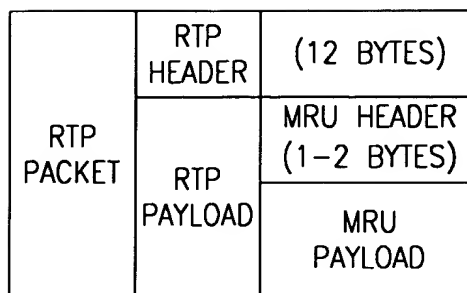 RTP
PACKET
RTP
HEADER
(12 BYTES)
RTP
PAYLOAD
MRU HEADER
(1-2 BYTES)
MRU
PAYLOAD